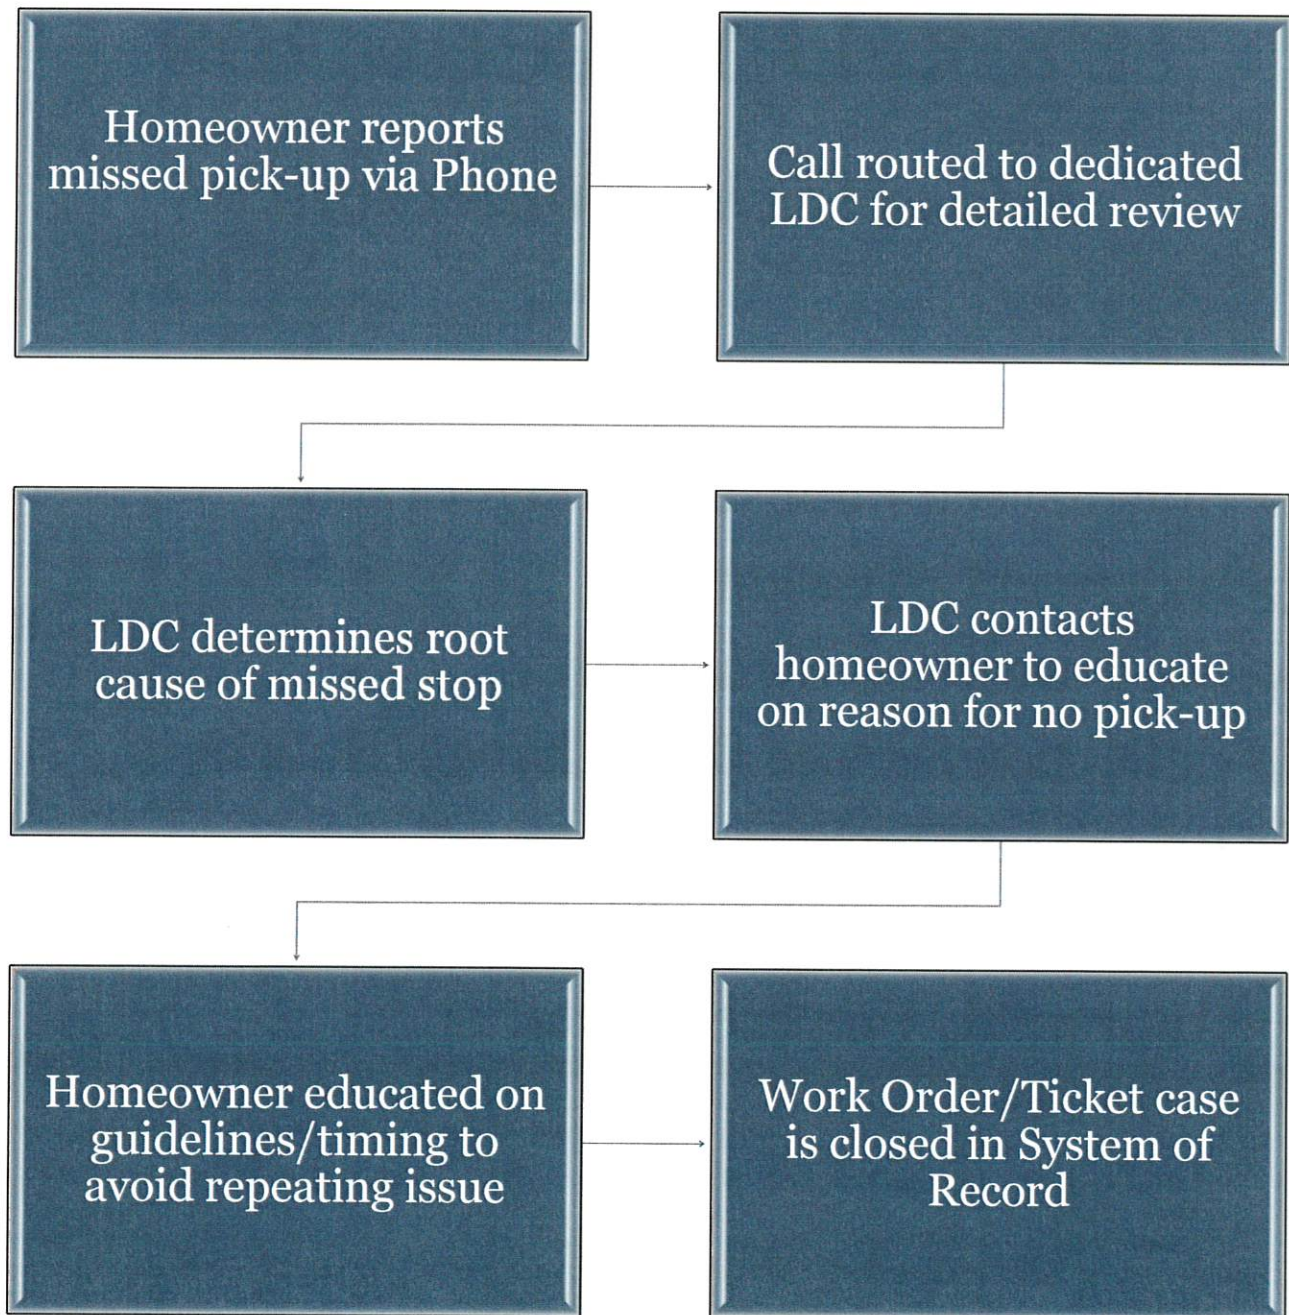 Homeowner reports
missed pick-up via Phone
Call routed to dedicated
LDC for detailed review
LDC determines root
cause of missed stop
LDC contacts
homeowner to educate
on reason for no pick-up
Homeowner educated on
guidelines/timing to
avoid repeating issue
Work Order/Ticket case
is closed in System of
Record